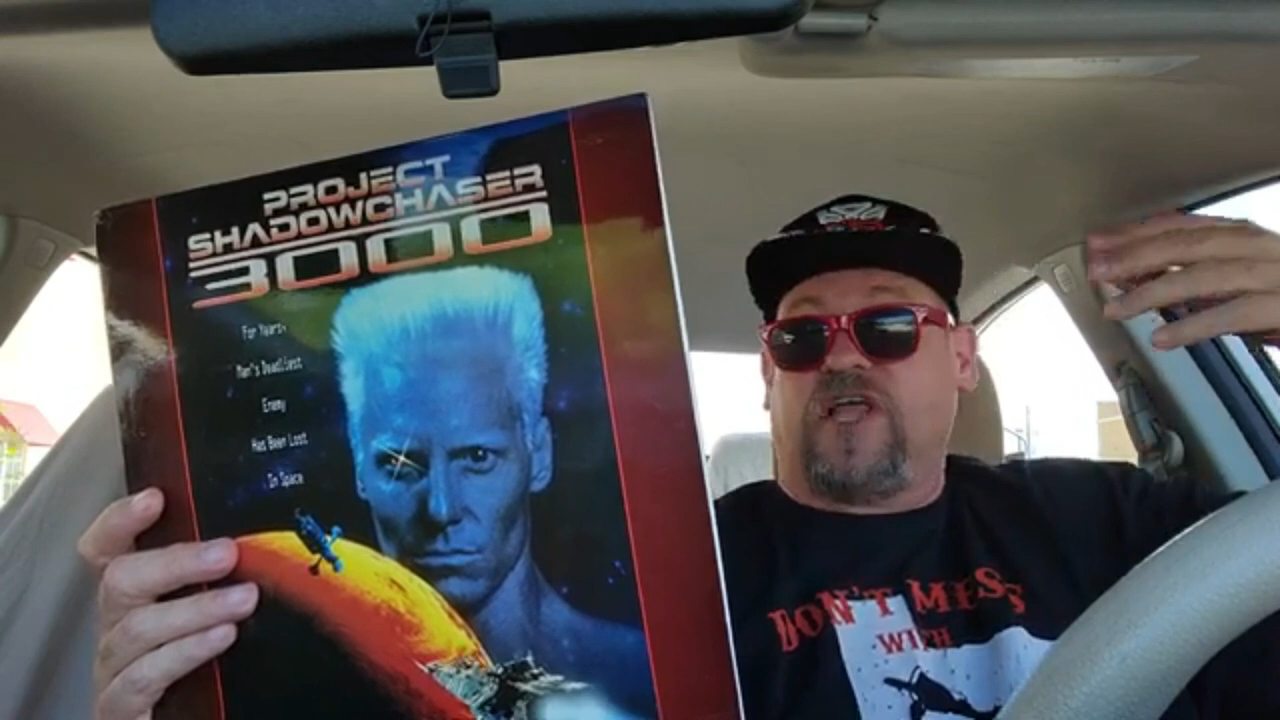 PROJECT
SHADOWCHASER
3000
For Years,
Man's Deadliest
Enemy
Has Been Lost
In Space
DON'T MESS
WITH